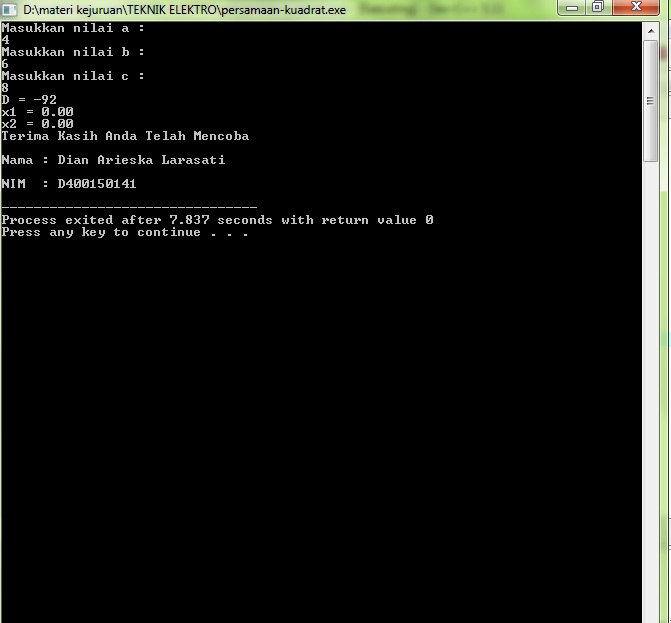 D:\materi kejuruan\TEKNIK ELEKTRO\persamaan-kuadrat.exe
Masukkan nilai a :
4
Masukkan nilai b :
6
Masukkan nilai c :
8
D = -92
x1 = 0.00
x2 = 0.00
Terima Kasih Anda Telah Mencoba
Nama : Dian Arieska Larasati
NIM  : D400150141
--------------------------------
Process exited after 7.837 seconds with return value 0
Press any key to continue . . .